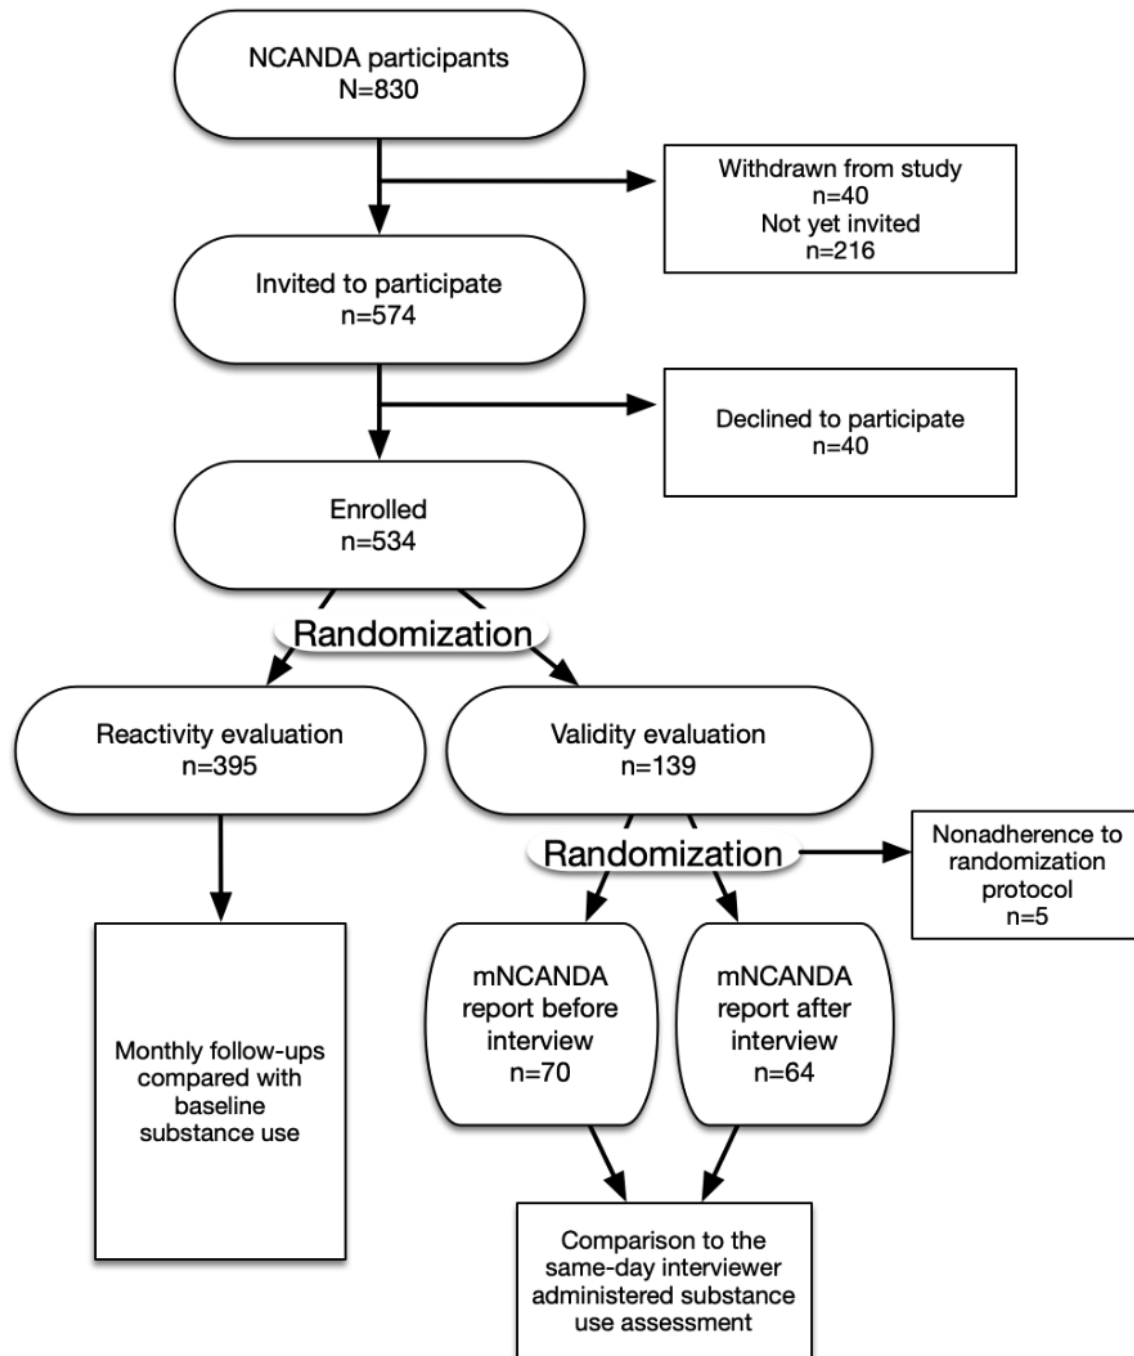 NCANDA participants
N=830
Withdrawn from study
n=40
Not yet invited
n=216
Invited to participate
n=574
Declined to participate
n=40
Enrolled
n=534
Randomization
Reactivity evaluation
n=395
Validity evaluation
n=139
Randomization
Nonadherence to
randomization
protocol
n=5
mNCANDA
report before
interview
n=70
mNCANDA
report after
interview
n=64
Monthly follow-ups
compared with
baseline
substance use
Comparison to the
same-day interviewer
administered substance
use assessment